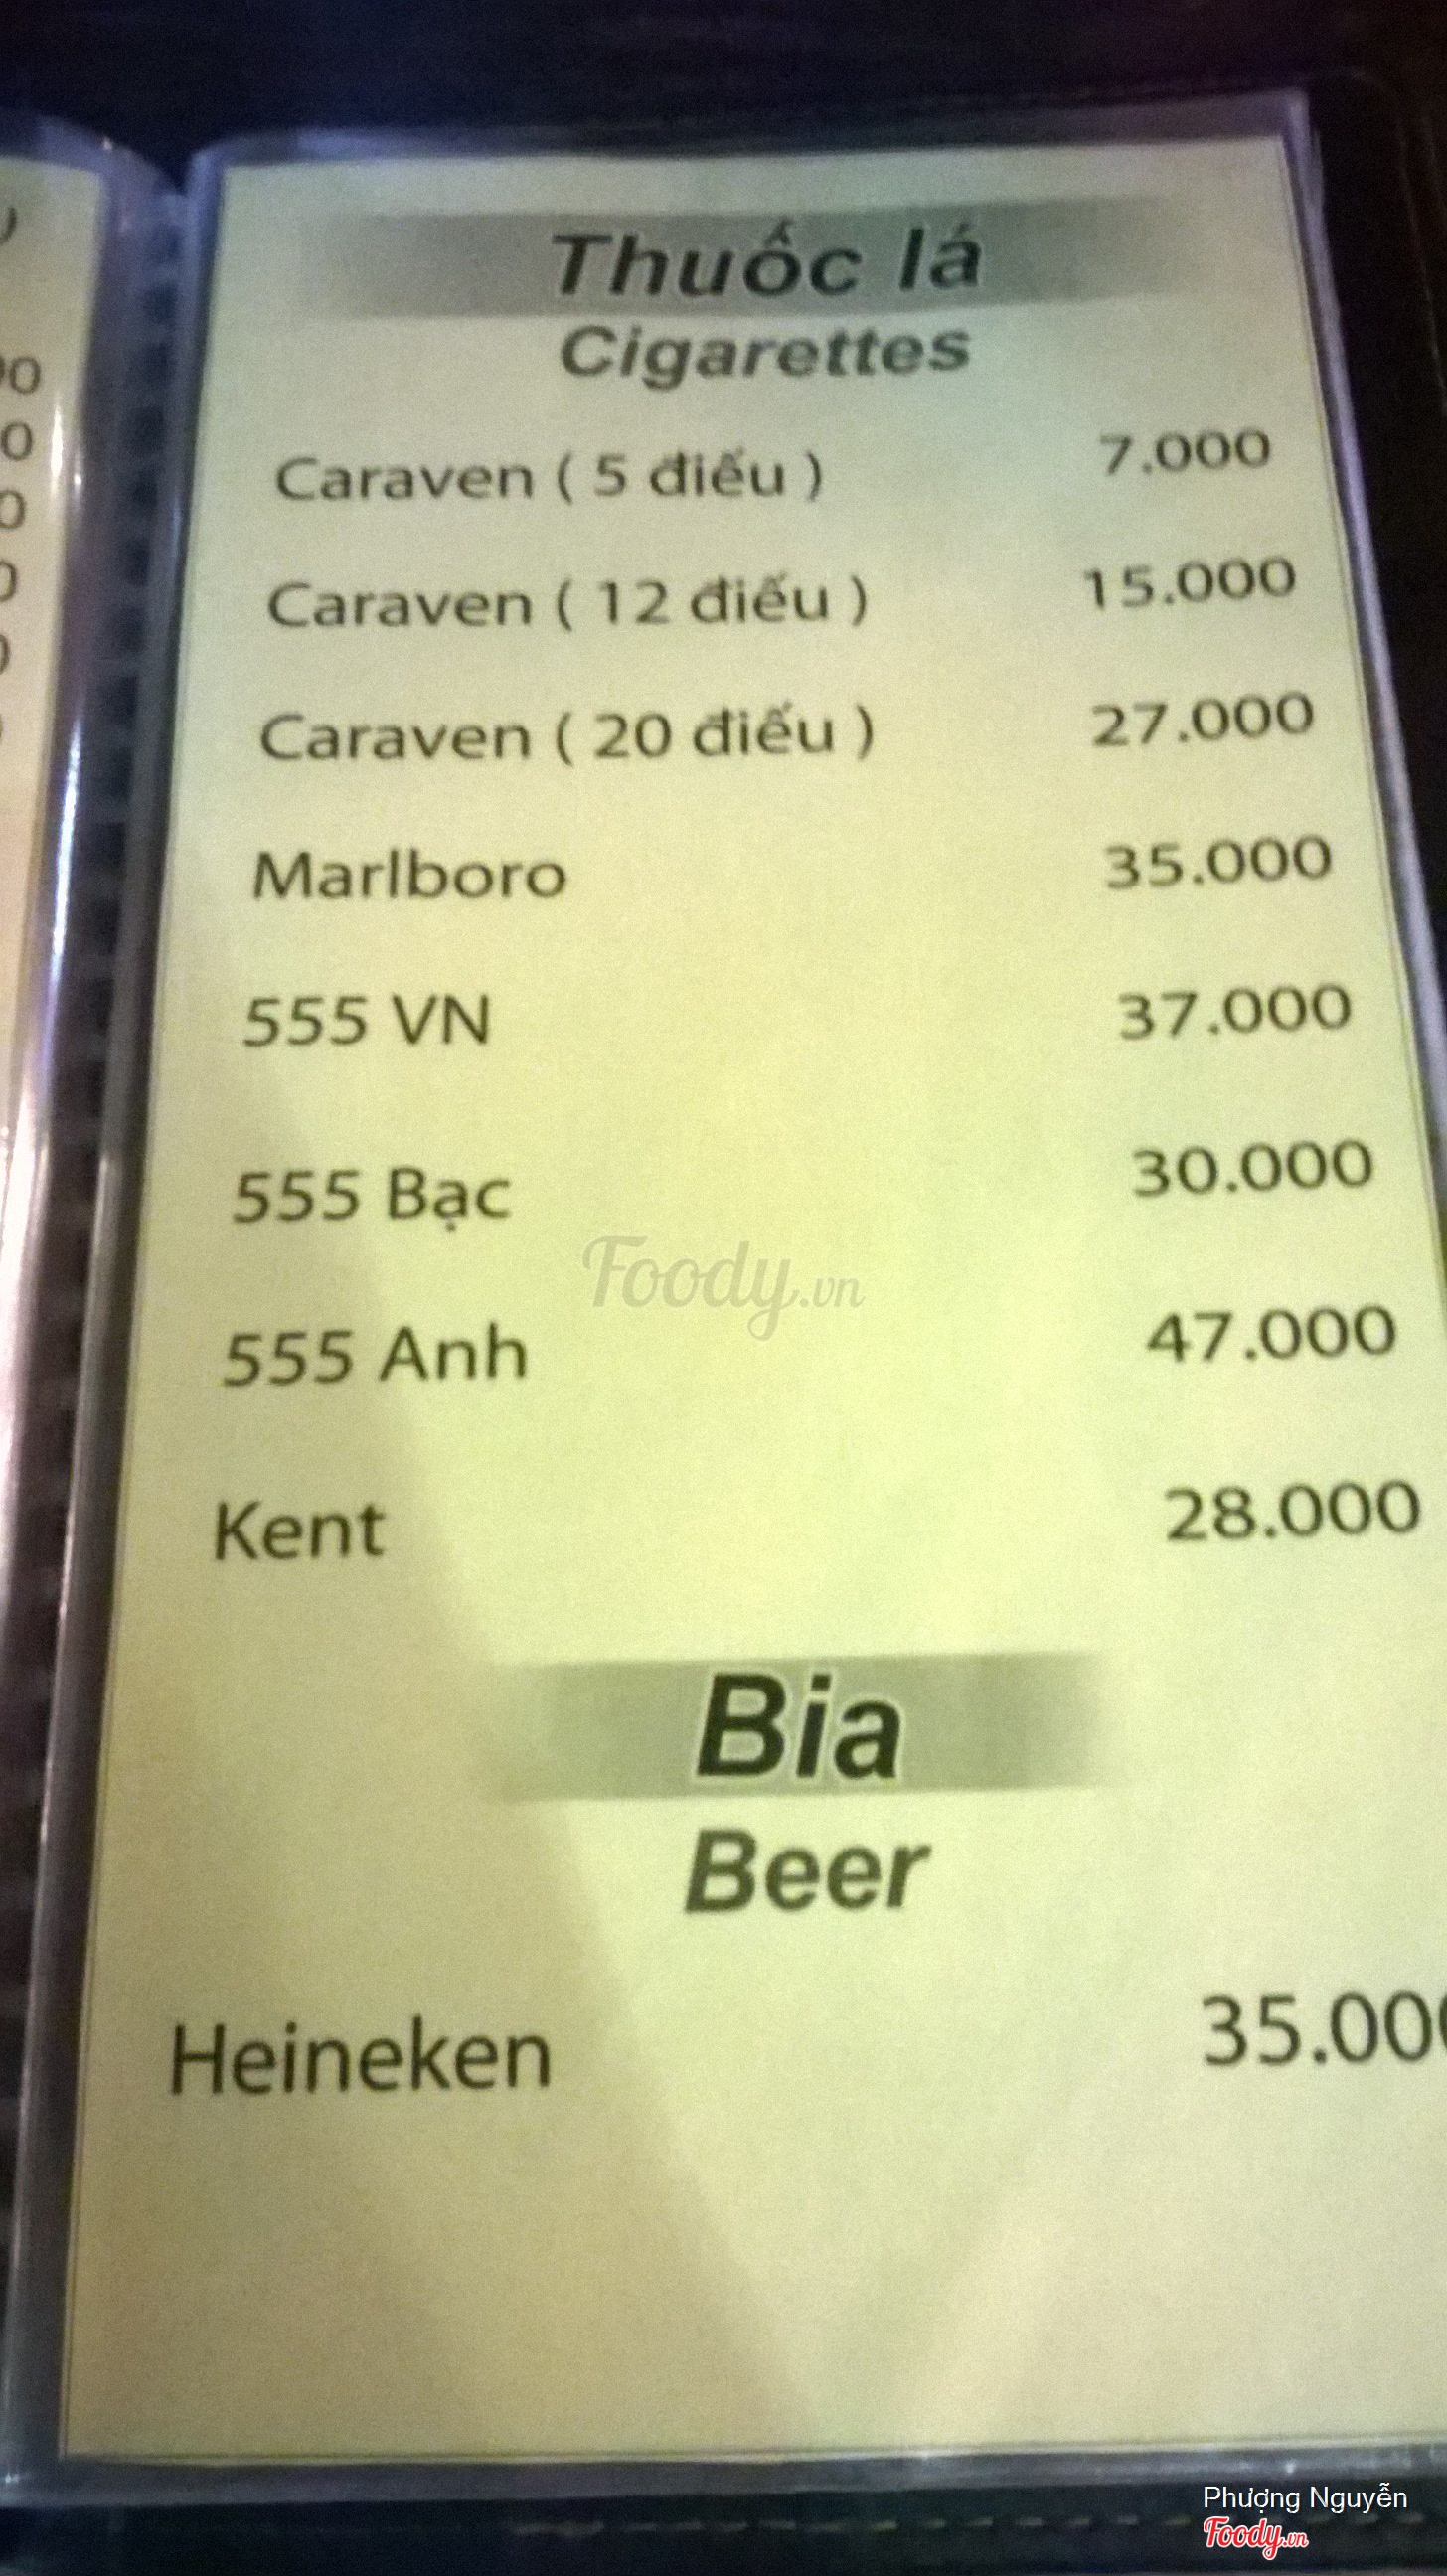 Thuốc lá
Cigarettes
Caraven ( 5 điếu ) 7.000
Caraven ( 12 điếu ) 15.000
Caraven ( 20 điếu ) 27.000
Marlboro 35.000
555 VN 37.000
555 Bạc 30.000
Foody.vn
555 Anh 47.000
Kent 28.000
Bia
Beer
Heineken 35.000
Phượng Nguyễn
Foody.vn